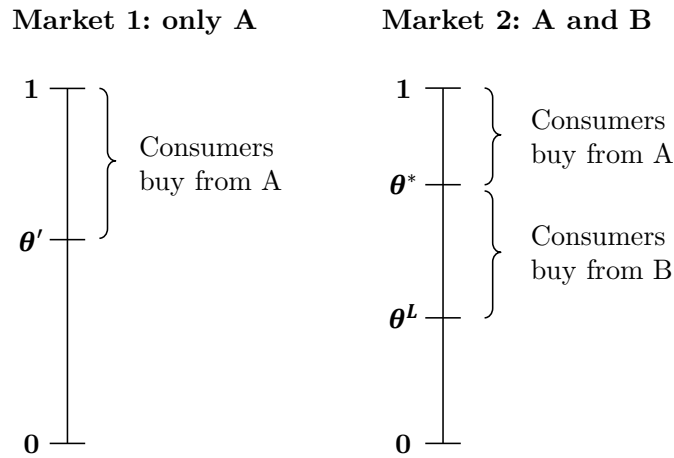 Market 1: only A
1
Consumers
buy from A
θ′
0
Market 2: A and B
1
Consumers
buy from A
θ*
Consumers
buy from B
θᴸ
0